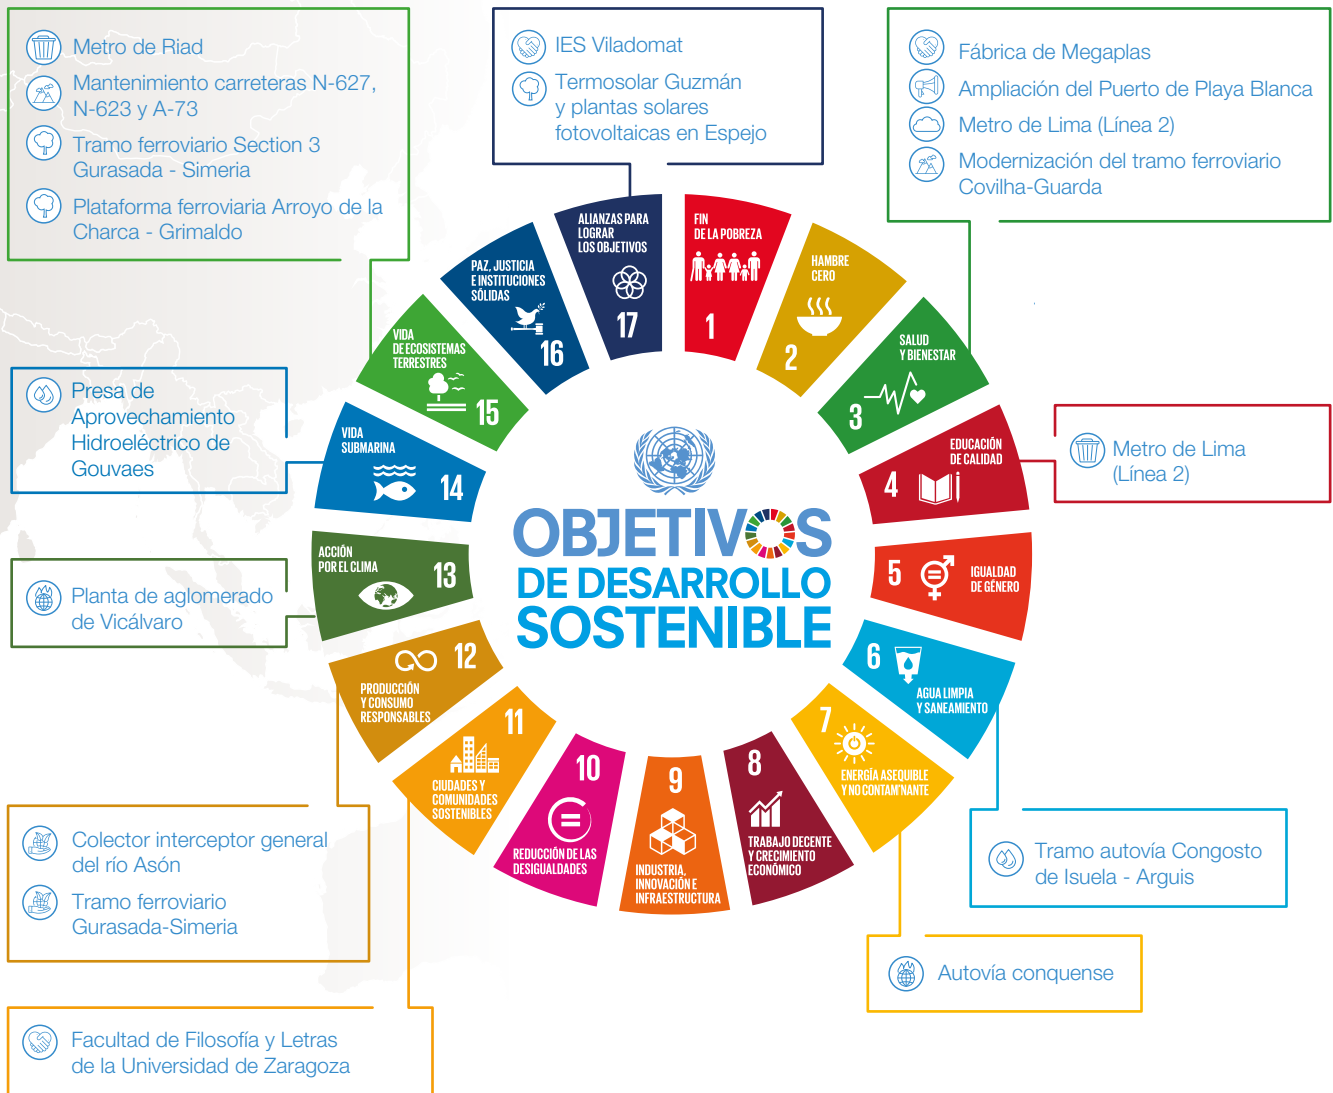 Metro de Riad
Mantenimiento carreteras N-627,
N-623 y A-73
Tramo ferroviario Section 3
Gurasada - Simeria
Plataforma ferroviaria Arroyo de la
Charca - Grimaldo
IES Viladomat
Termosolar Guzmán
y plantas solares
fotovoltaicas en Espejo
Fábrica de Megaplas
Ampliación del Puerto de Playa Blanca
Metro de Lima (Línea 2)
Modernización del tramo ferroviario
Covilha-Guarda
FIN
DE LA POBREZA
1
HAMBRE
CERO
2
SALUD
Y BIENESTAR
3
EDUCACIÓN
DE CALIDAD
4
Metro de Lima
(Línea 2)
5
IGUALDAD
DE GÉNERO
6
AGUA LIMPIA
Y SANEAMIENTO
Tramo autovía Congosto
de Isuela - Arguis
7
ENERGÍA ASEQUIBLE
Y NO CONTAMINANTE
Autovía conquense
8
TRABAJO DECENTE
Y CRECIMIENTO
ECONÓMICO
9
INDUSTRIA,
INNOVACIÓN E
INFRAESTRUCTURA
10
REDUCCIÓN DE LAS
DESIGUALDADES
11
CIUDADES Y
COMUNIDADES
SOSTENIBLES
Facultad de Filosofía y Letras
de la Universidad de Zaragoza
12
PRODUCCIÓN
Y CONSUMO
RESPONSABLES
Colector interceptor general
del río Asón
Tramo ferroviario
Gurasada-Simeria
ACCIÓN
POR EL CLIMA
13
Planta de aglomerado
de Vicálvaro
VIDA
SUBMARINA
14
Presa de
Aprovechamiento
Hidroeléctrico de
Gouvaes
VIDA
DE ECOSISTEMAS
TERRESTRES
15
PAZ, JUSTICIA
E INSTITUCIONES
SÓLIDAS
16
ALIANZAS PARA
LOGRAR
LOS OBJETIVOS
17
OBJETIVOS
DE DESARROLLO
SOSTENIBLE